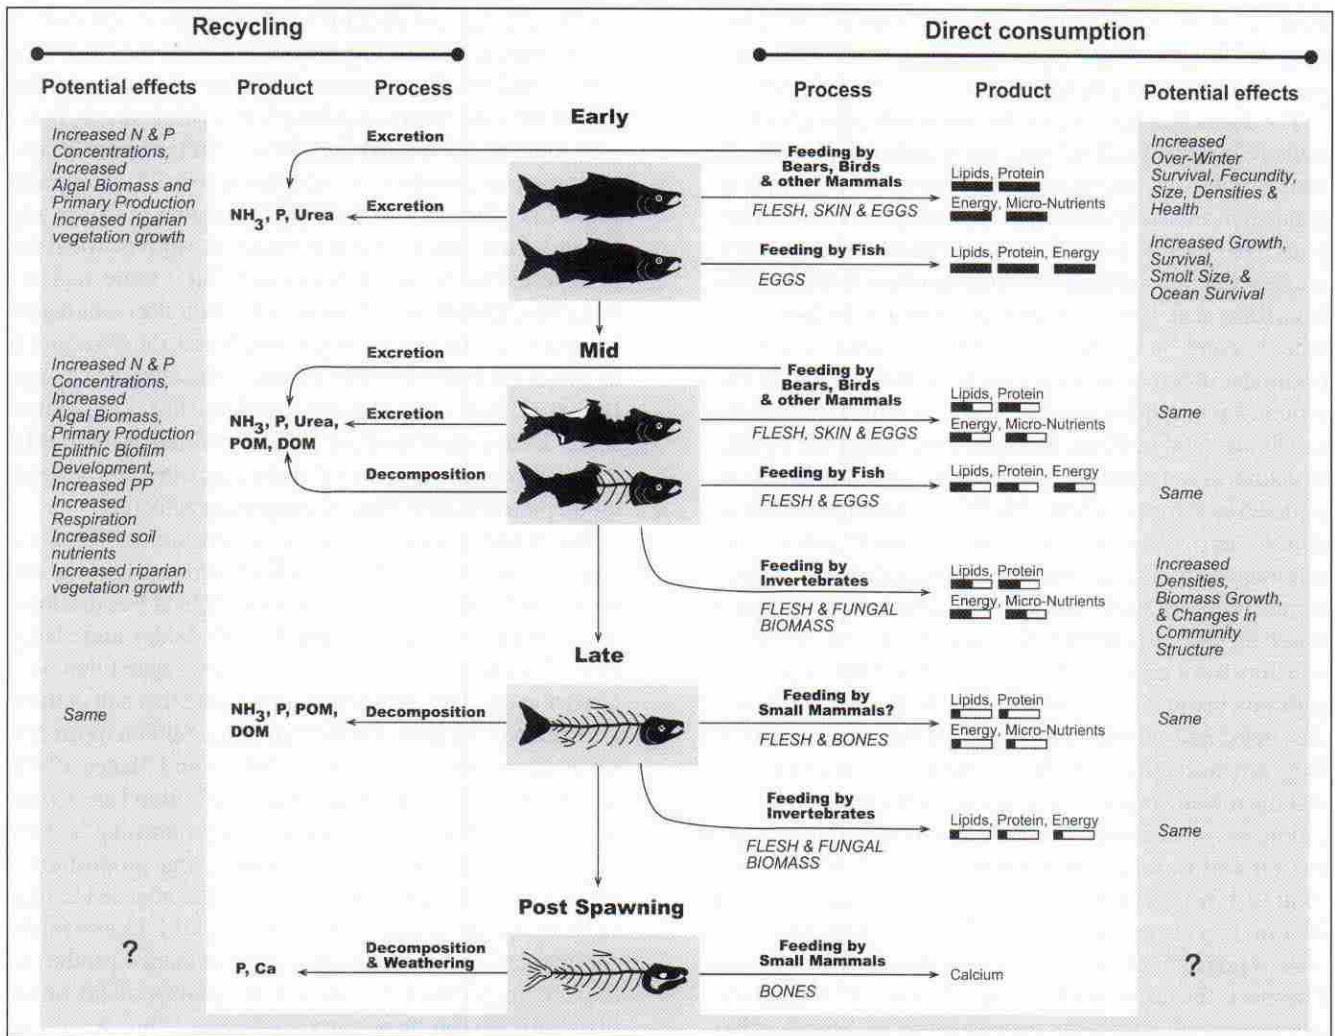 Recycling
Direct consumption
Potential effects
Product
Process
Process
Product
Potential effects
Early
Increased N & P
Concentrations,
Increased
Algal Biomass and
Primary Production
Increased riparian
vegetation growth
Excretion
NH3, P, Urea
Excretion
Feeding by
Bears, Birds
& other Mammals
FLESH, SKIN & EGGS
Lipids, Protein
Energy, Micro-Nutrients
Increased
Over-Winter
Survival, Fecundity,
Size, Densities &
Health
Feeding by Fish
EGGS
Lipids, Protein, Energy
Increased Growth,
Survival,
Smolt Size, &
Ocean Survival
Mid
Increased N & P
Concentrations,
Increased
Algal Biomass,
Primary Production
Epilithic Biofilm
Development,
Increased PP
Increased
Respiration
Increased soil
nutrients
Increased riparian
vegetation growth
Excretion
NH3, P, Urea,
POM, DOM
Excretion
Decomposition
Feeding by
Bears, Birds
& other Mammals
FLESH, SKIN & EGGS
Lipids, Protein
Energy, Micro-Nutrients
Same
Feeding by Fish
FLESH & EGGS
Lipids, Protein, Energy
Same
Feeding by
Invertebrates
FLESH & FUNGAL
BIOMASS
Lipids, Protein
Energy, Micro-Nutrients
Increased
Densities,
Biomass Growth,
& Changes in
Community
Structure
Late
Same
NH3, P, POM,
DOM
Decomposition
Feeding by
Small Mammals?
FLESH & BONES
Lipids, Protein
Energy, Micro-Nutrients
Same
Feeding by
Invertebrates
FLESH & FUNGAL
BIOMASS
Lipids, Protein, Energy
Same
Post Spawning
?
P, Ca
Decomposition
& Weathering
Feeding by
Small Mammals
BONES
Calcium
?